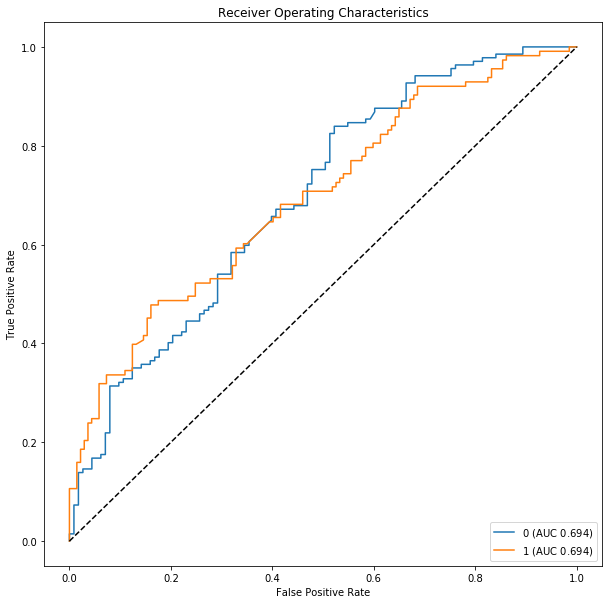 Receiver Operating Characteristics
True Positive Rate
1.0
0.8
0.6
0.4
0.2
0.0
0.0 0.2 0.4 0.6 0.8 1.0
False Positive Rate
0 (AUC 0.694)
1 (AUC 0.694)